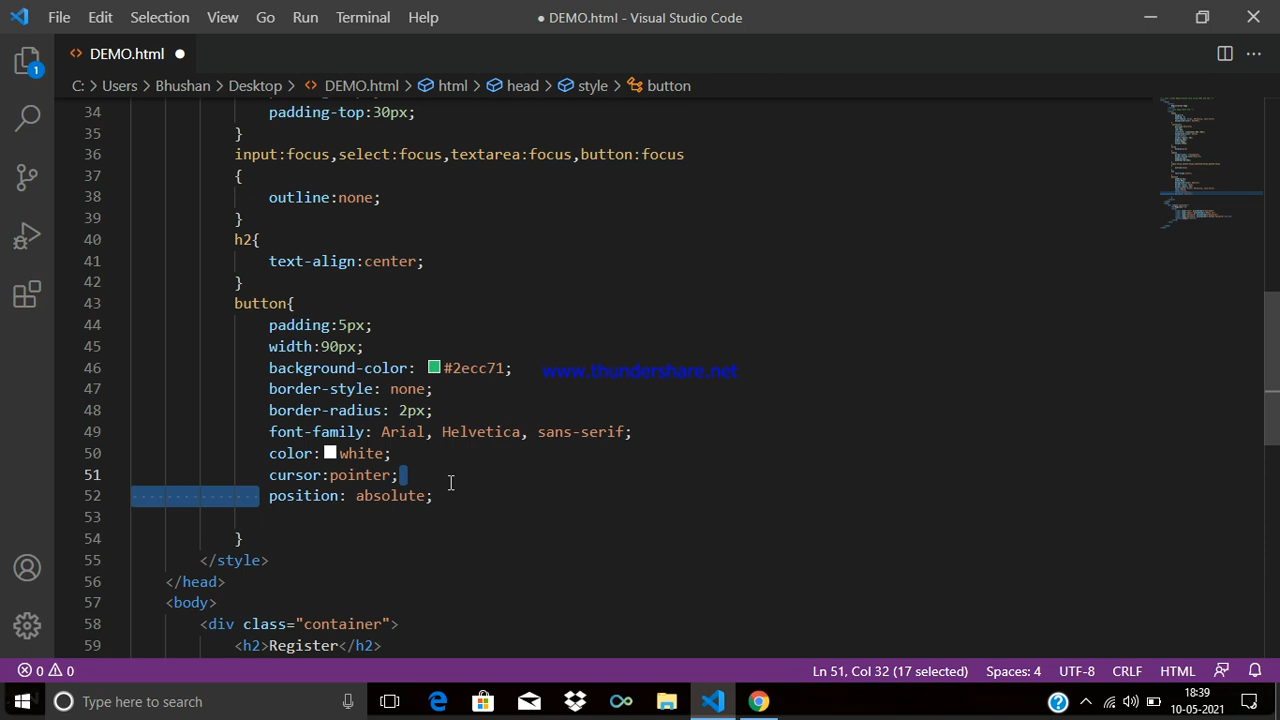 File Edit Selection View Go Run Terminal Help ● DEMO.html - Visual Studio Code
<> DEMO.html ●
1
C: > Users > Bhushan > Desktop > <> DEMO.html > html > head > style > button
34 padding-top:30px;
35 }
36 input:focus,select:focus,textarea:focus,button:focus
37 {
38 outline:none;
39 }
40 h2{
41 text-align:center;
42 }
43 button{
44 padding:5px;
45 width:90px;
46 background-color: #2ecc71;
www.thundershare.net
47 border-style: none;
48 border-radius: 2px;
49 font-family: Arial, Helvetica, sans-serif;
50 color: white;
51 cursor:pointer;
52 position: absolute;
53
54 }
55 </style>
56 </head>
57 <body>
58 <div class="container">
59 <h2>Register</h2>
0 0 Ln 51, Col 32 (17 selected) Spaces: 4 UTF-8 CRLF HTML
Type here to search
18:39
10-05-2021